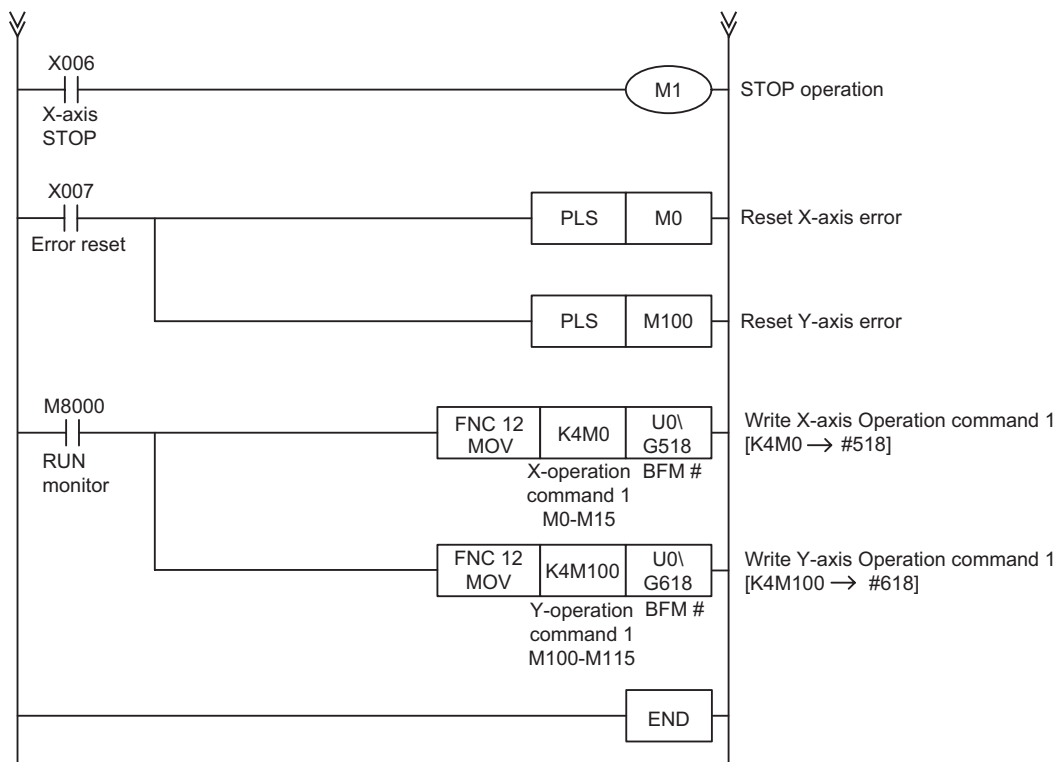 X006
M1
STOP operation
X-axis
STOP
X007
PLS M0
Reset X-axis error
Error reset
PLS M100
Reset Y-axis error
M8000
FNC 12
MOV
K4M0
U0\
G518
Write X-axis Operation command 1
[K4M0 → #518]
RUN
monitor
X-operation
command 1
M0-M15
BFM #
FNC 12
MOV
K4M100
U0\
G618
Write Y-axis Operation command 1
[K4M100 → #618]
Y-operation
command 1
M100-M115
BFM #
END